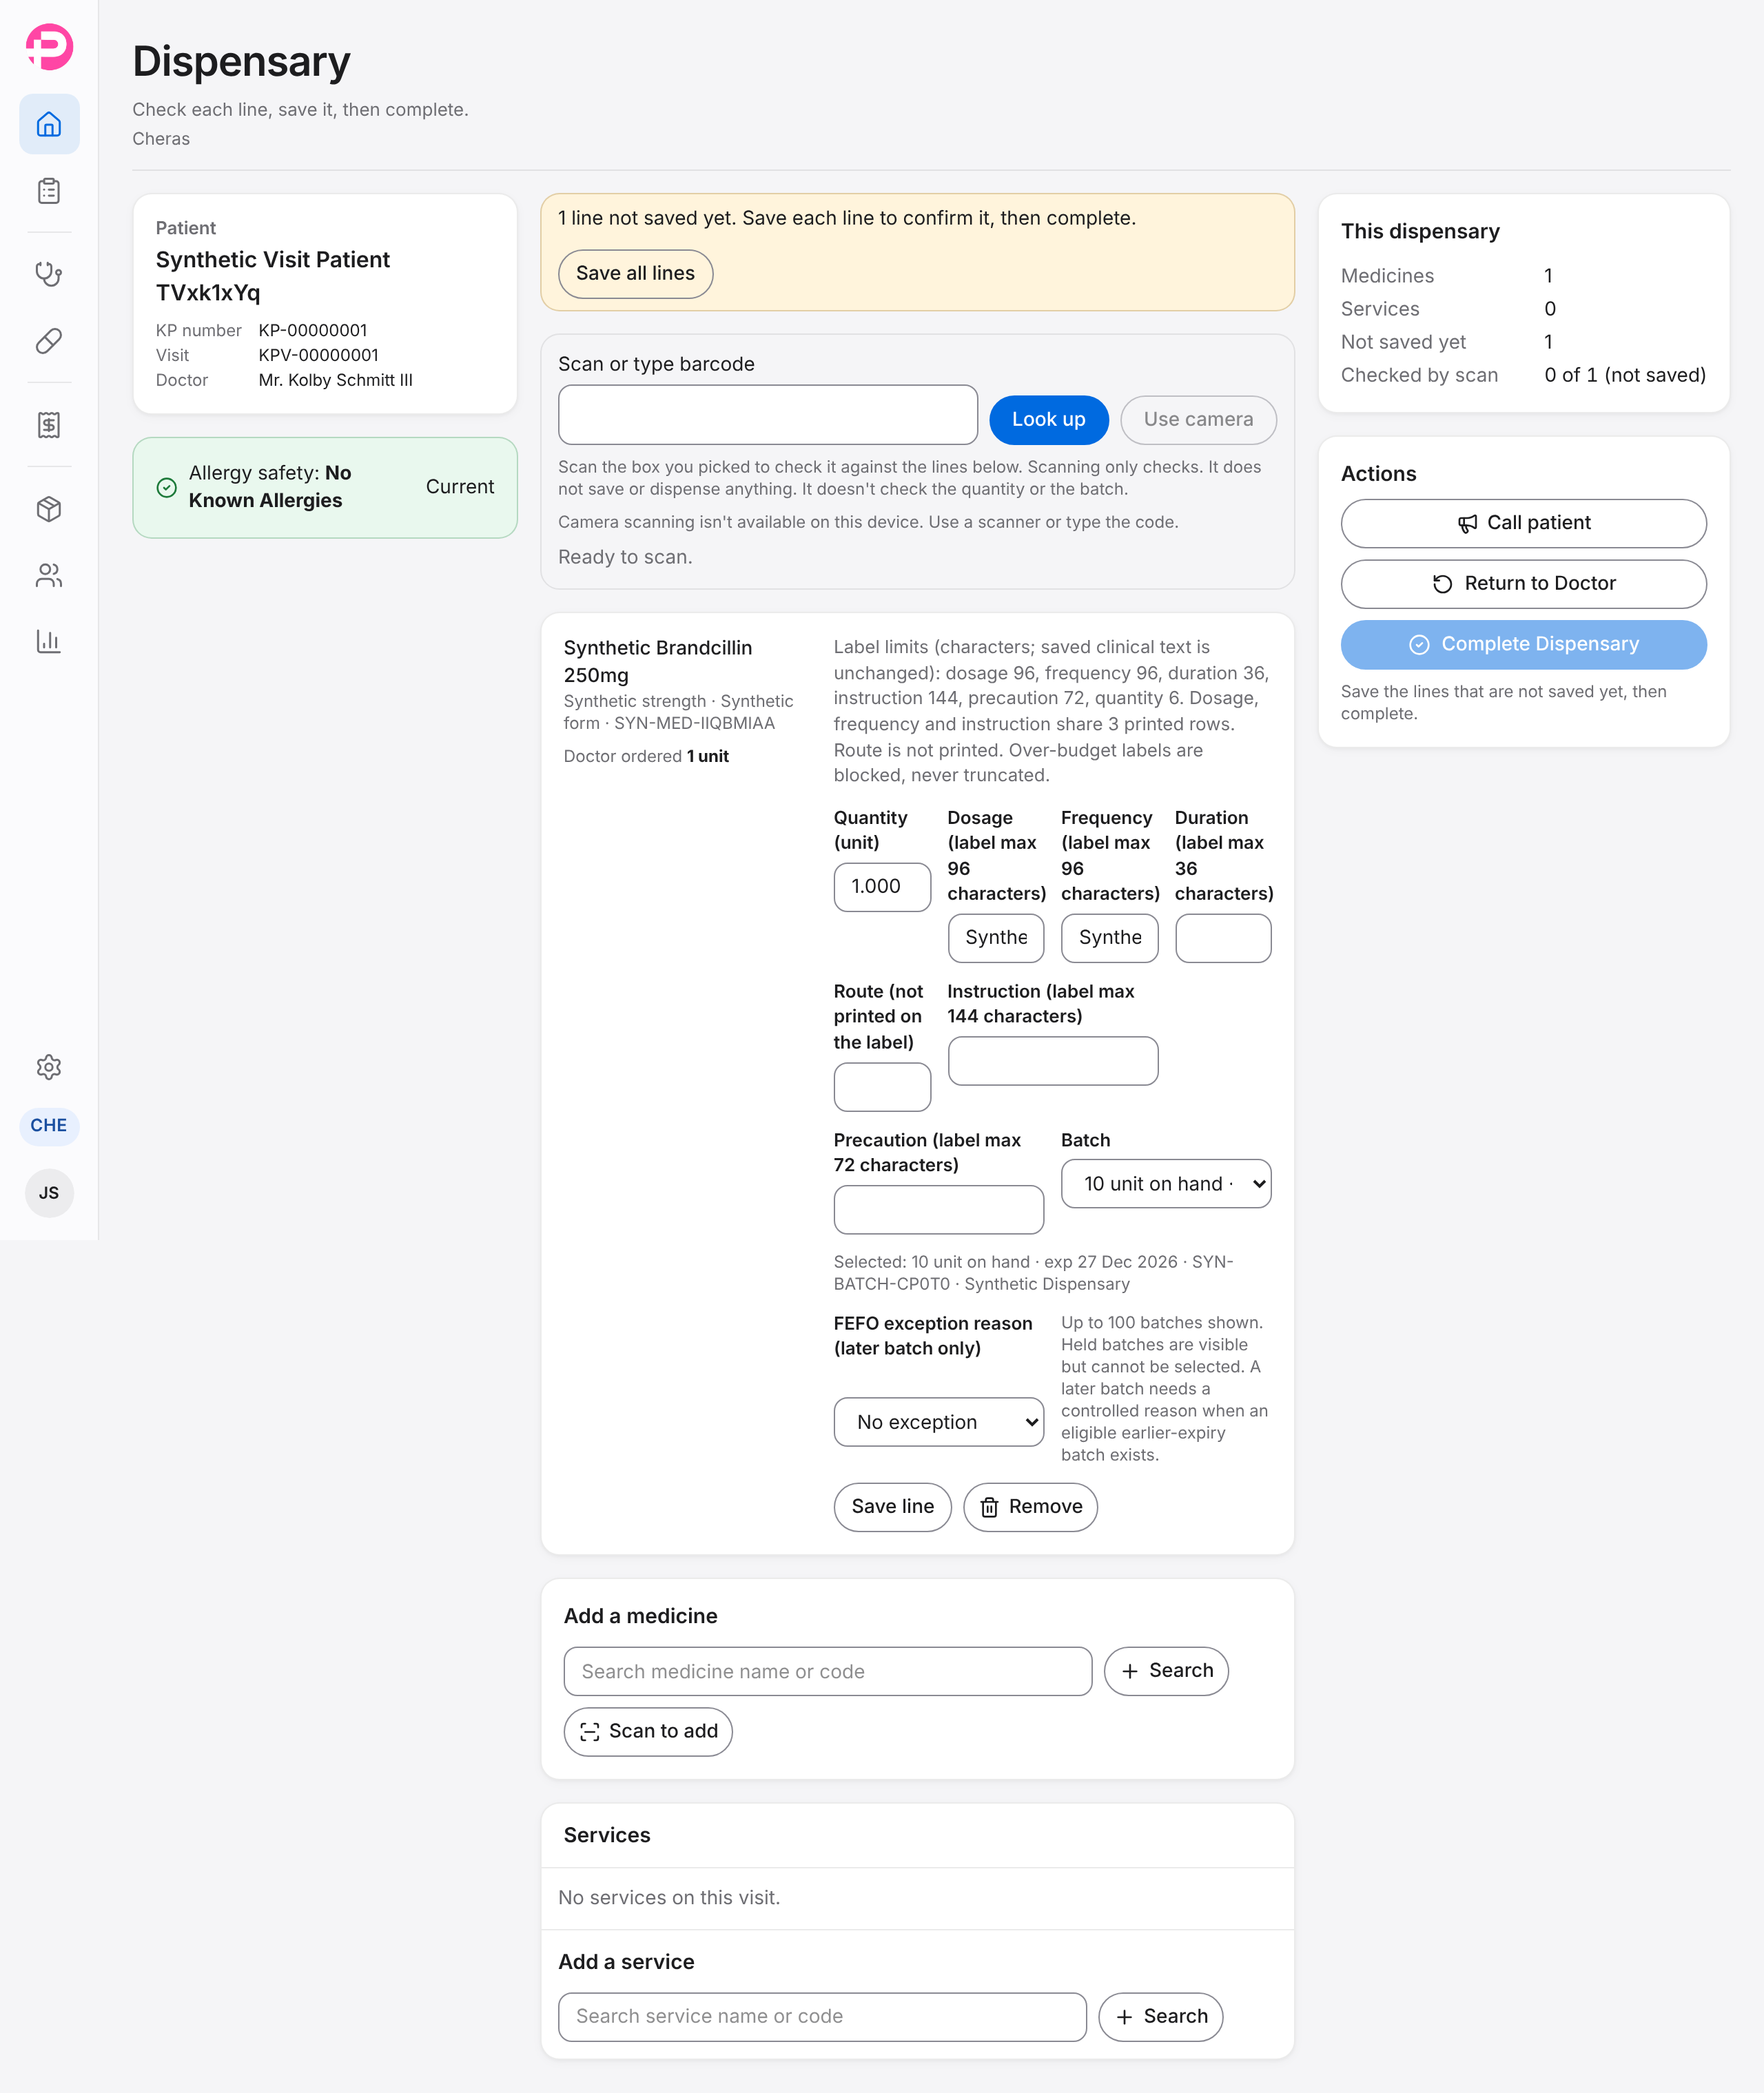 Dispensary
Check each line, save it, then complete.
Cheras
Patient
Synthetic Visit Patient
TVxk1xYq
KP number KP-00000001
Visit KPV-00000001
Doctor Mr. Kolby Schmitt III
Allergy safety: No
Known Allergies
Current
1 line not saved yet. Save each line to confirm it, then complete.
Save all lines
Scan or type barcode
Look up
Use camera
Scan the box you picked to check it against the lines below. Scanning only checks. It does
not save or dispense anything. It doesn't check the quantity or the batch.
Camera scanning isn't available on this device. Use a scanner or type the code.
Ready to scan.
Synthetic Brandcillin
250mg
Synthetic strength · Synthetic
form · SYN-MED-IIQBMIAA
Doctor ordered 1 unit
Label limits (characters; saved clinical text is
unchanged): dosage 96, frequency 96, duration 36,
instruction 144, precaution 72, quantity 6. Dosage,
frequency and instruction share 3 printed rows.
Route is not printed. Over-budget labels are
blocked, never truncated.
Quantity
(unit)
1.000
Dosage
(label max
96
characters)
Synthe
Frequency
(label max
96
characters)
Synthe
Duration
(label max
36
characters)
Route (not
printed on
the label)
Instruction (label max
144 characters)
Precaution (label max
72 characters)
Batch
10 unit on hand ·
Selected: 10 unit on hand · exp 27 Dec 2026 · SYN-
BATCH-CP0T0 · Synthetic Dispensary
FEFO exception reason
(later batch only)
No exception
Up to 100 batches shown.
Held batches are visible
but cannot be selected. A
later batch needs a
controlled reason when an
eligible earlier-expiry
batch exists.
Save line
Remove
Add a medicine
Search medicine name or code
Search
Scan to add
Services
No services on this visit.
Add a service
Search service name or code
Search
This dispensary
Medicines 1
Services 0
Not saved yet 1
Checked by scan 0 of 1 (not saved)
Actions
Call patient
Return to Doctor
Complete Dispensary
Save the lines that are not saved yet, then
complete.
CHE
JS